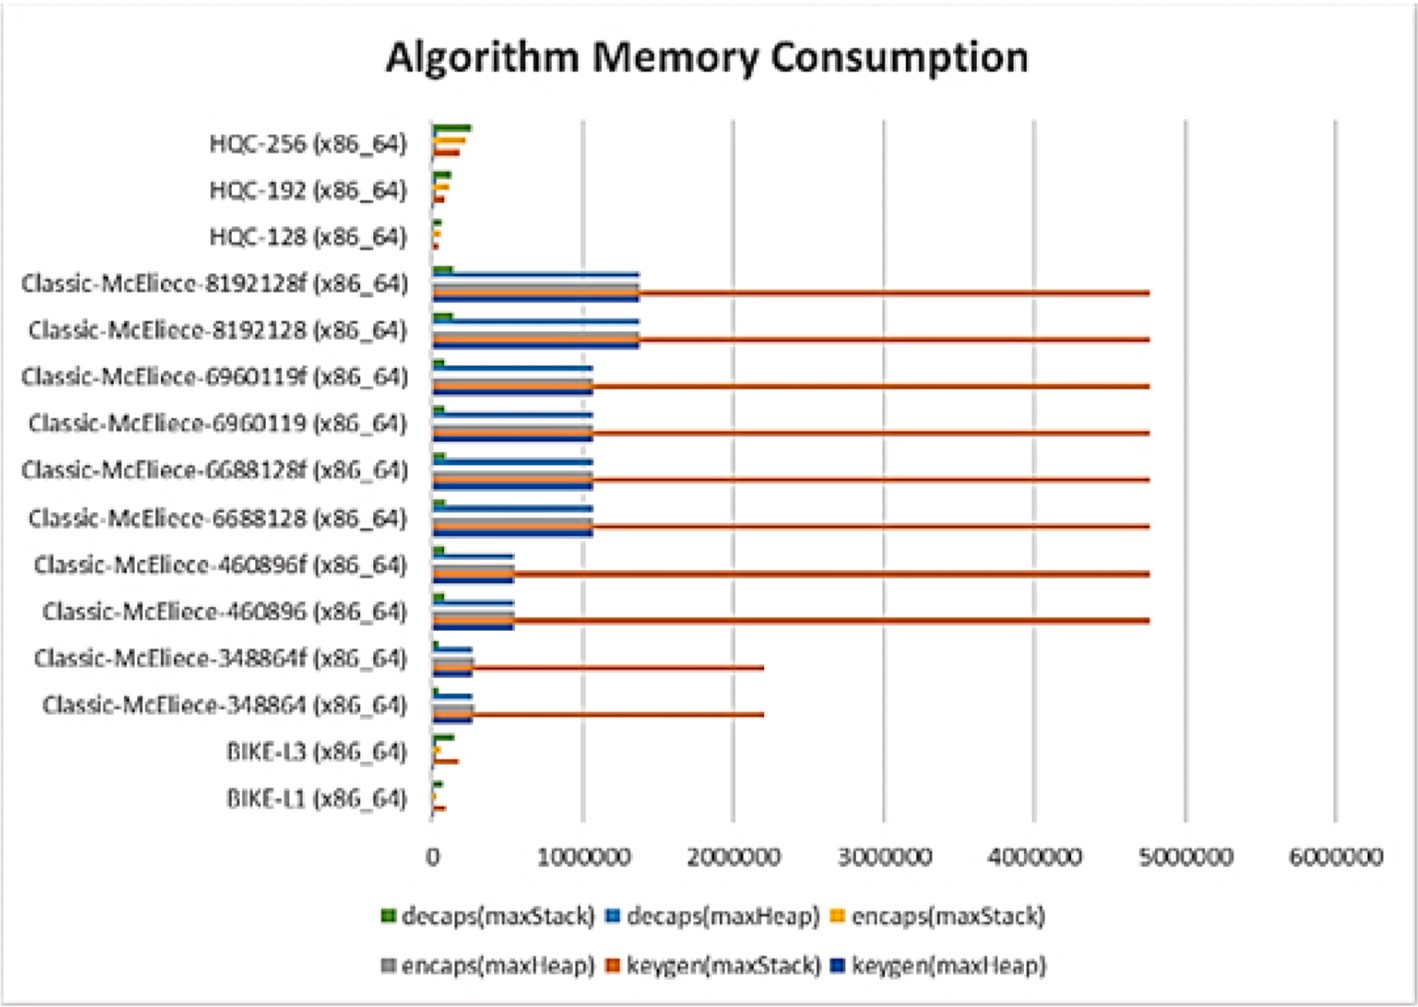 Algorithm Memory Consumption
HQC-256 (x86_64)
HQC-192 (x86_64)
HQC-128 (x86_64)
Classic-McEliece-8192128f (x86_64)
Classic-McEliece-8192128 (x86_64)
Classic-McEliece-6960119f (x86_64)
Classic-McEliece-6960119 (x86_64)
Classic-McEliece-6688128f (x86_64)
Classic-McEliece-6688128 (x86_64)
Classic-McEliece-460896f (x86_64)
Classic-McEliece-460896 (x86_64)
Classic-McEliece-348864f (x86_64)
Classic-McEliece-348864 (x86_64)
BIKE-L3 (x86_64)
BIKE-L1 (x86_64)
0 1000000 2000000 3000000 4000000 5000000 6000000
decaps(maxStack) decaps(maxHeap) encaps(maxStack)
encaps(maxHeap) keygen(maxStack) keygen(maxHeap)